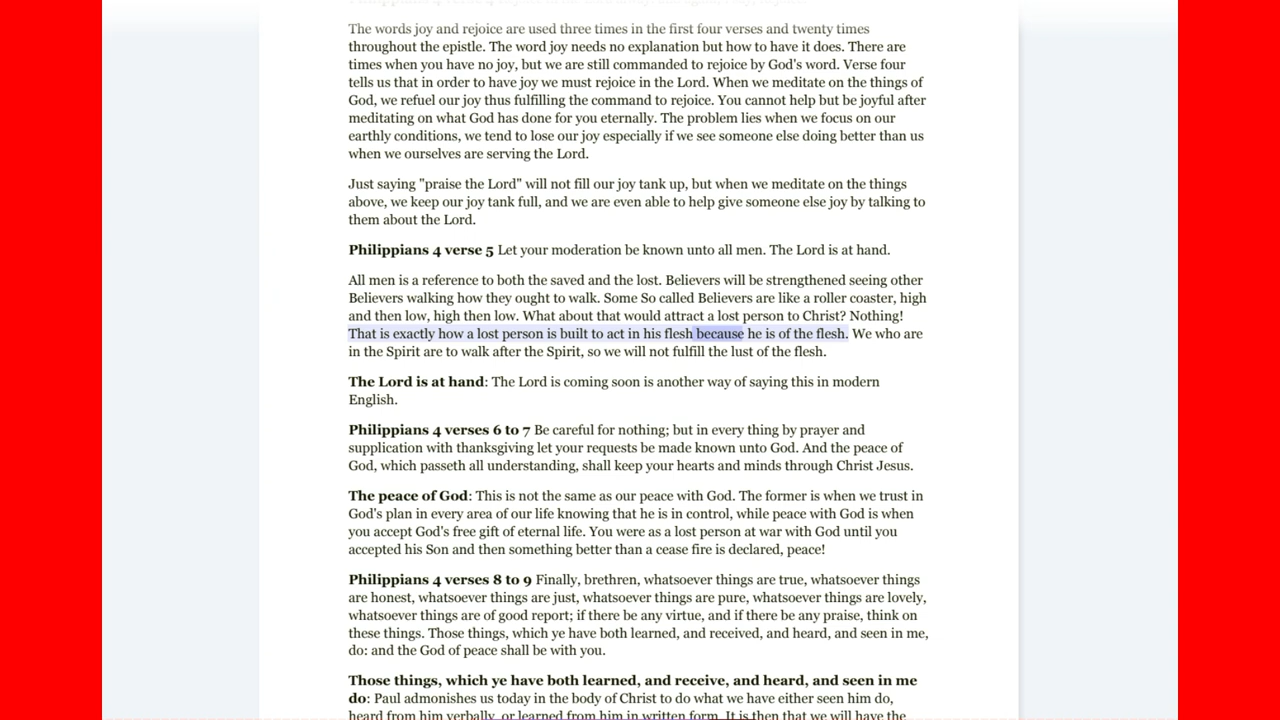 The words joy and rejoice are used three times in the first four verses and twenty times
throughout the epistle. The word joy needs no explanation but how to have it does. There are
times when you have no joy, but we are still commanded to rejoice by God's word. Verse four
tells us that in order to have joy we must rejoice in the Lord. When we meditate on the things of
God, we refuel our joy thus fulfilling the command to rejoice. You cannot help but be joyful after
meditating on what God has done for you eternally. The problem lies when we focus on our
earthly conditions, we tend to lose our joy especially if we see someone else doing better than us
when we ourselves are serving the Lord.
Just saying "praise the Lord" will not fill our joy tank up, but when we meditate on the things
above, we keep our joy tank full, and we are even able to help give someone else joy by talking to
them about the Lord.
Philippians 4 verse 5 Let your moderation be known unto all men. The Lord is at hand.
All men is a reference to both the saved and the lost. Believers will be strengthened seeing other
Believers walking how they ought to walk. Some So called Believers are like a roller coaster, high
and then low, high then low. What about that would attract a lost person to Christ? Nothing!
That is exactly how a lost person is built to act in his flesh because he is of the flesh. We who are
in the Spirit are to walk after the Spirit, so we will not fulfill the lust of the flesh.
The Lord is at hand: The Lord is coming soon is another way of saying this in modern
English.
Philippians 4 verses 6 to 7 Be careful for nothing; but in every thing by prayer and
supplication with thanksgiving let your requests be made known unto God. And the peace of
God, which passeth all understanding, shall keep your hearts and minds through Christ Jesus.
The peace of God: This is not the same as our peace with God. The former is when we trust in
God's plan in every area of our life knowing that he is in control, while peace with God is when
you accept God's free gift of eternal life. You were as a lost person at war with God until you
accepted his Son and then something better than a cease fire is declared, peace!
Philippians 4 verses 8 to 9 Finally, brethren, whatsoever things are true, whatsoever things
are honest, whatsoever things are just, whatsoever things are pure, whatsoever things are lovely,
whatsoever things are of good report; if there be any virtue, and if there be any praise, think on
these things. Those things, which ye have both learned, and received, and heard, and seen in me,
do: and the God of peace shall be with you.
Those things, which ye have both learned, and receive, and heard, and seen in me
do: Paul admonishes us today in the body of Christ to do what we have either seen him do,
heard from him verbally, or learned from him in written form. It is then that we will have the